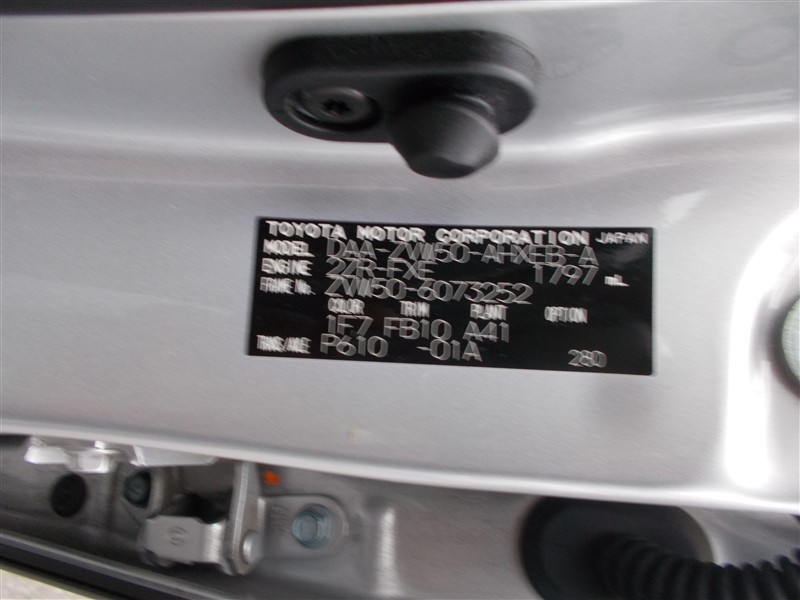 TOYOTA MOTOR CORPORATION JAPAN
MODEL DAA-ZVW50-AHXEB-A
ENGINE 2ZR-FXE 1797 mL
FRAME No. ZVW50-6073252
COLOR TRIM PLANT OPTION
1F7 FB10 A41
TRANS/AXLE P610 -01A 280